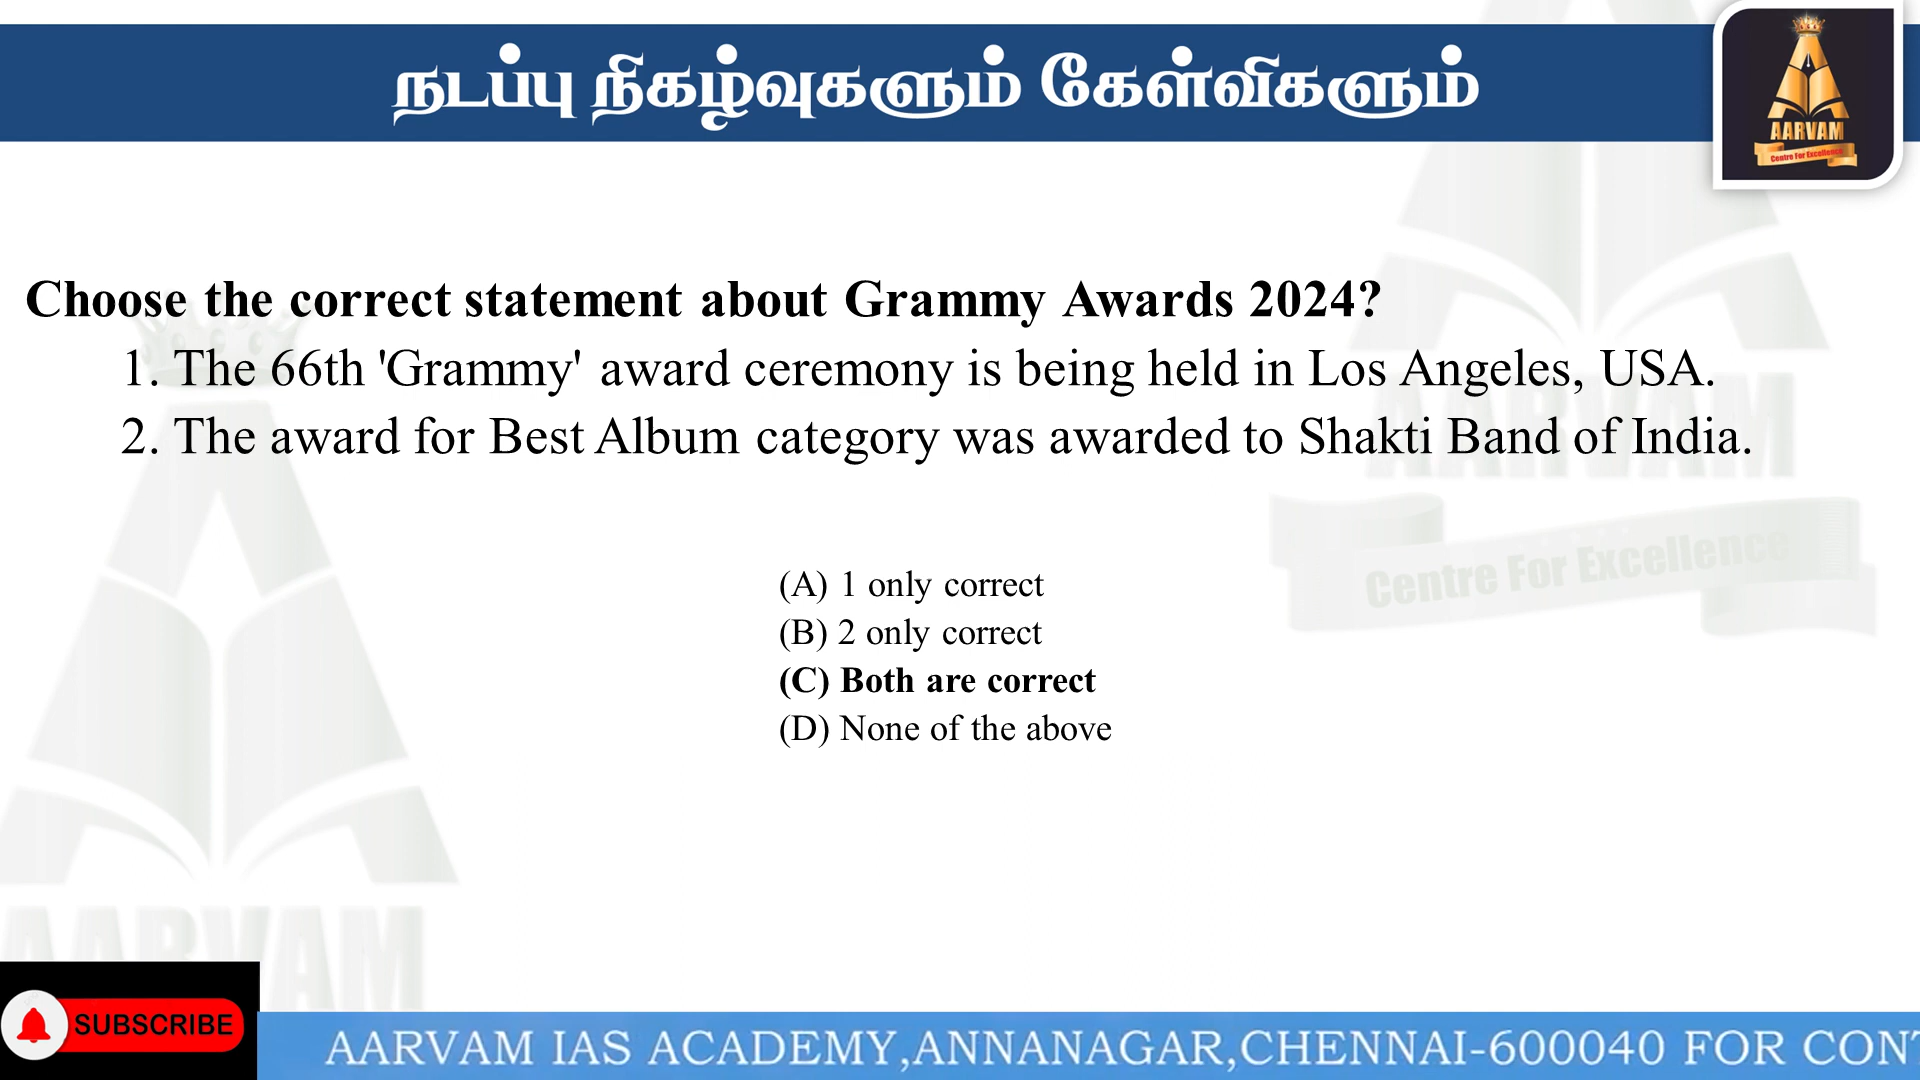 நடப்பு நிகழ்வுகளும் கேள்விகளும்
AARVAM
Centre For Excellence
Choose the correct statement about Grammy Awards 2024?
1. The 66th 'Grammy' award ceremony is being held in Los Angeles, USA.
2. The award for Best Album category was awarded to Shakti Band of India.
AARVAM
Centre For Excellence
(A) 1 only correct
(B) 2 only correct
(C) Both are correct
(D) None of the above
AARVAM
SUBSCRIBE
AARVAM IAS ACADEMY,ANNANAGAR,CHENNAI-600040 FOR CONT